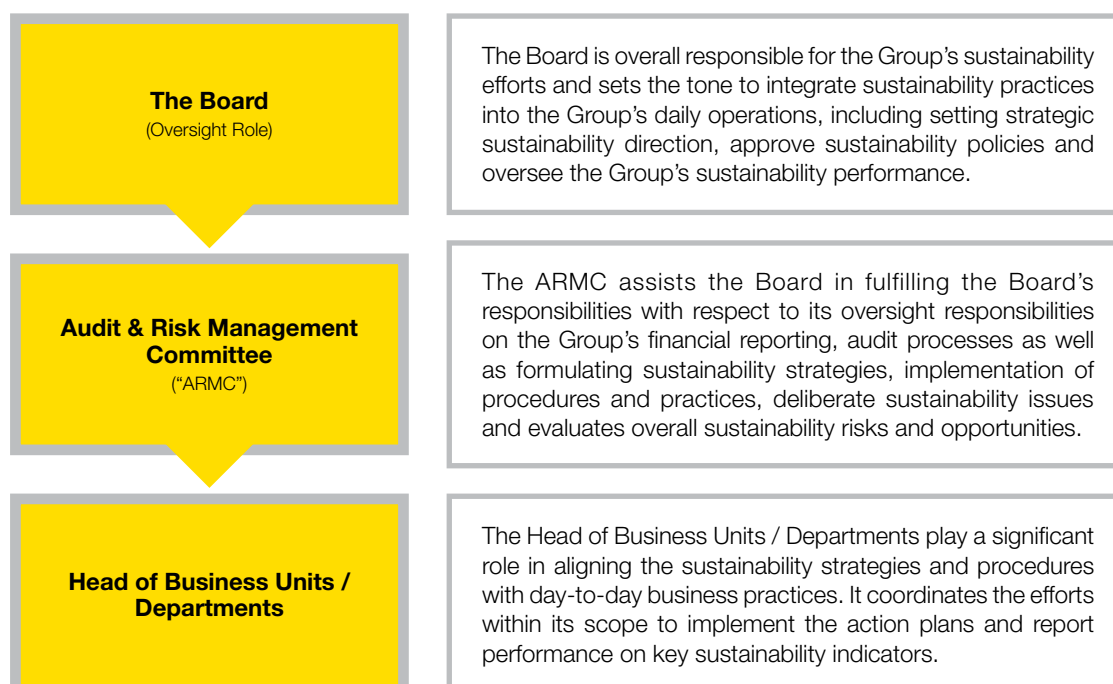 The Board
(Oversight Role)
The Board is overall responsible for the Group’s sustainability
efforts and sets the tone to integrate sustainability practices
into the Group’s daily operations, including setting strategic
sustainability direction, approve sustainability policies and
oversee the Group’s sustainability performance.
Audit & Risk Management
Committee
(“ARMC”)
The ARMC assists the Board in fulfilling the Board’s
responsibilities with respect to its oversight responsibilities
on the Group’s financial reporting, audit processes as well
as formulating sustainability strategies, implementation of
procedures and practices, deliberate sustainability issues
and evaluates overall sustainability risks and opportunities.
Head of Business Units /
Departments
The Head of Business Units / Departments play a significant
role in aligning the sustainability strategies and procedures
with day-to-day business practices. It coordinates the efforts
within its scope to implement the action plans and report
performance on key sustainability indicators.